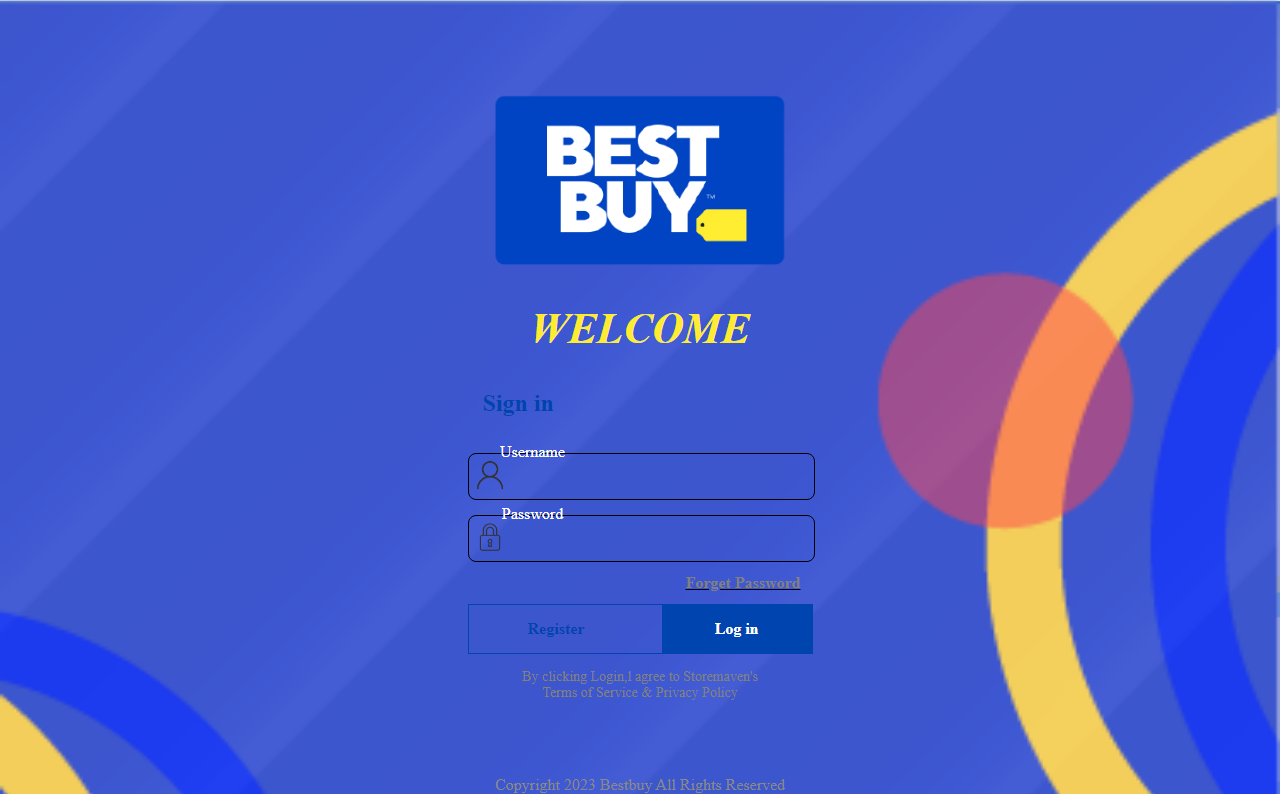 BEST
BUY™
WELCOME
Sign in
Username
Password
Forget Password
Register
Log in
By clicking Login,l agree to Storemaven's
Terms of Service & Privacy Policy
Copyright 2023 Bestbuy All Rights Reserved